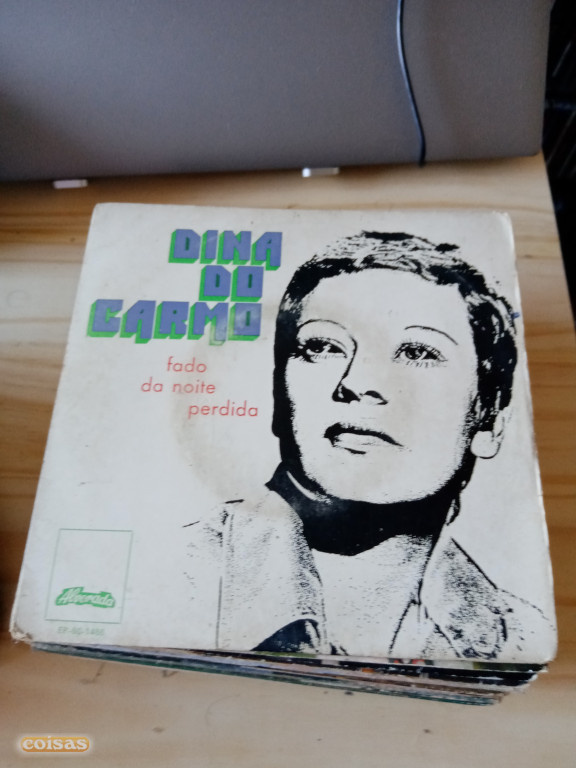 DINA
DO
CARMO
fado
da noite
perdida
Alvorada
coisas